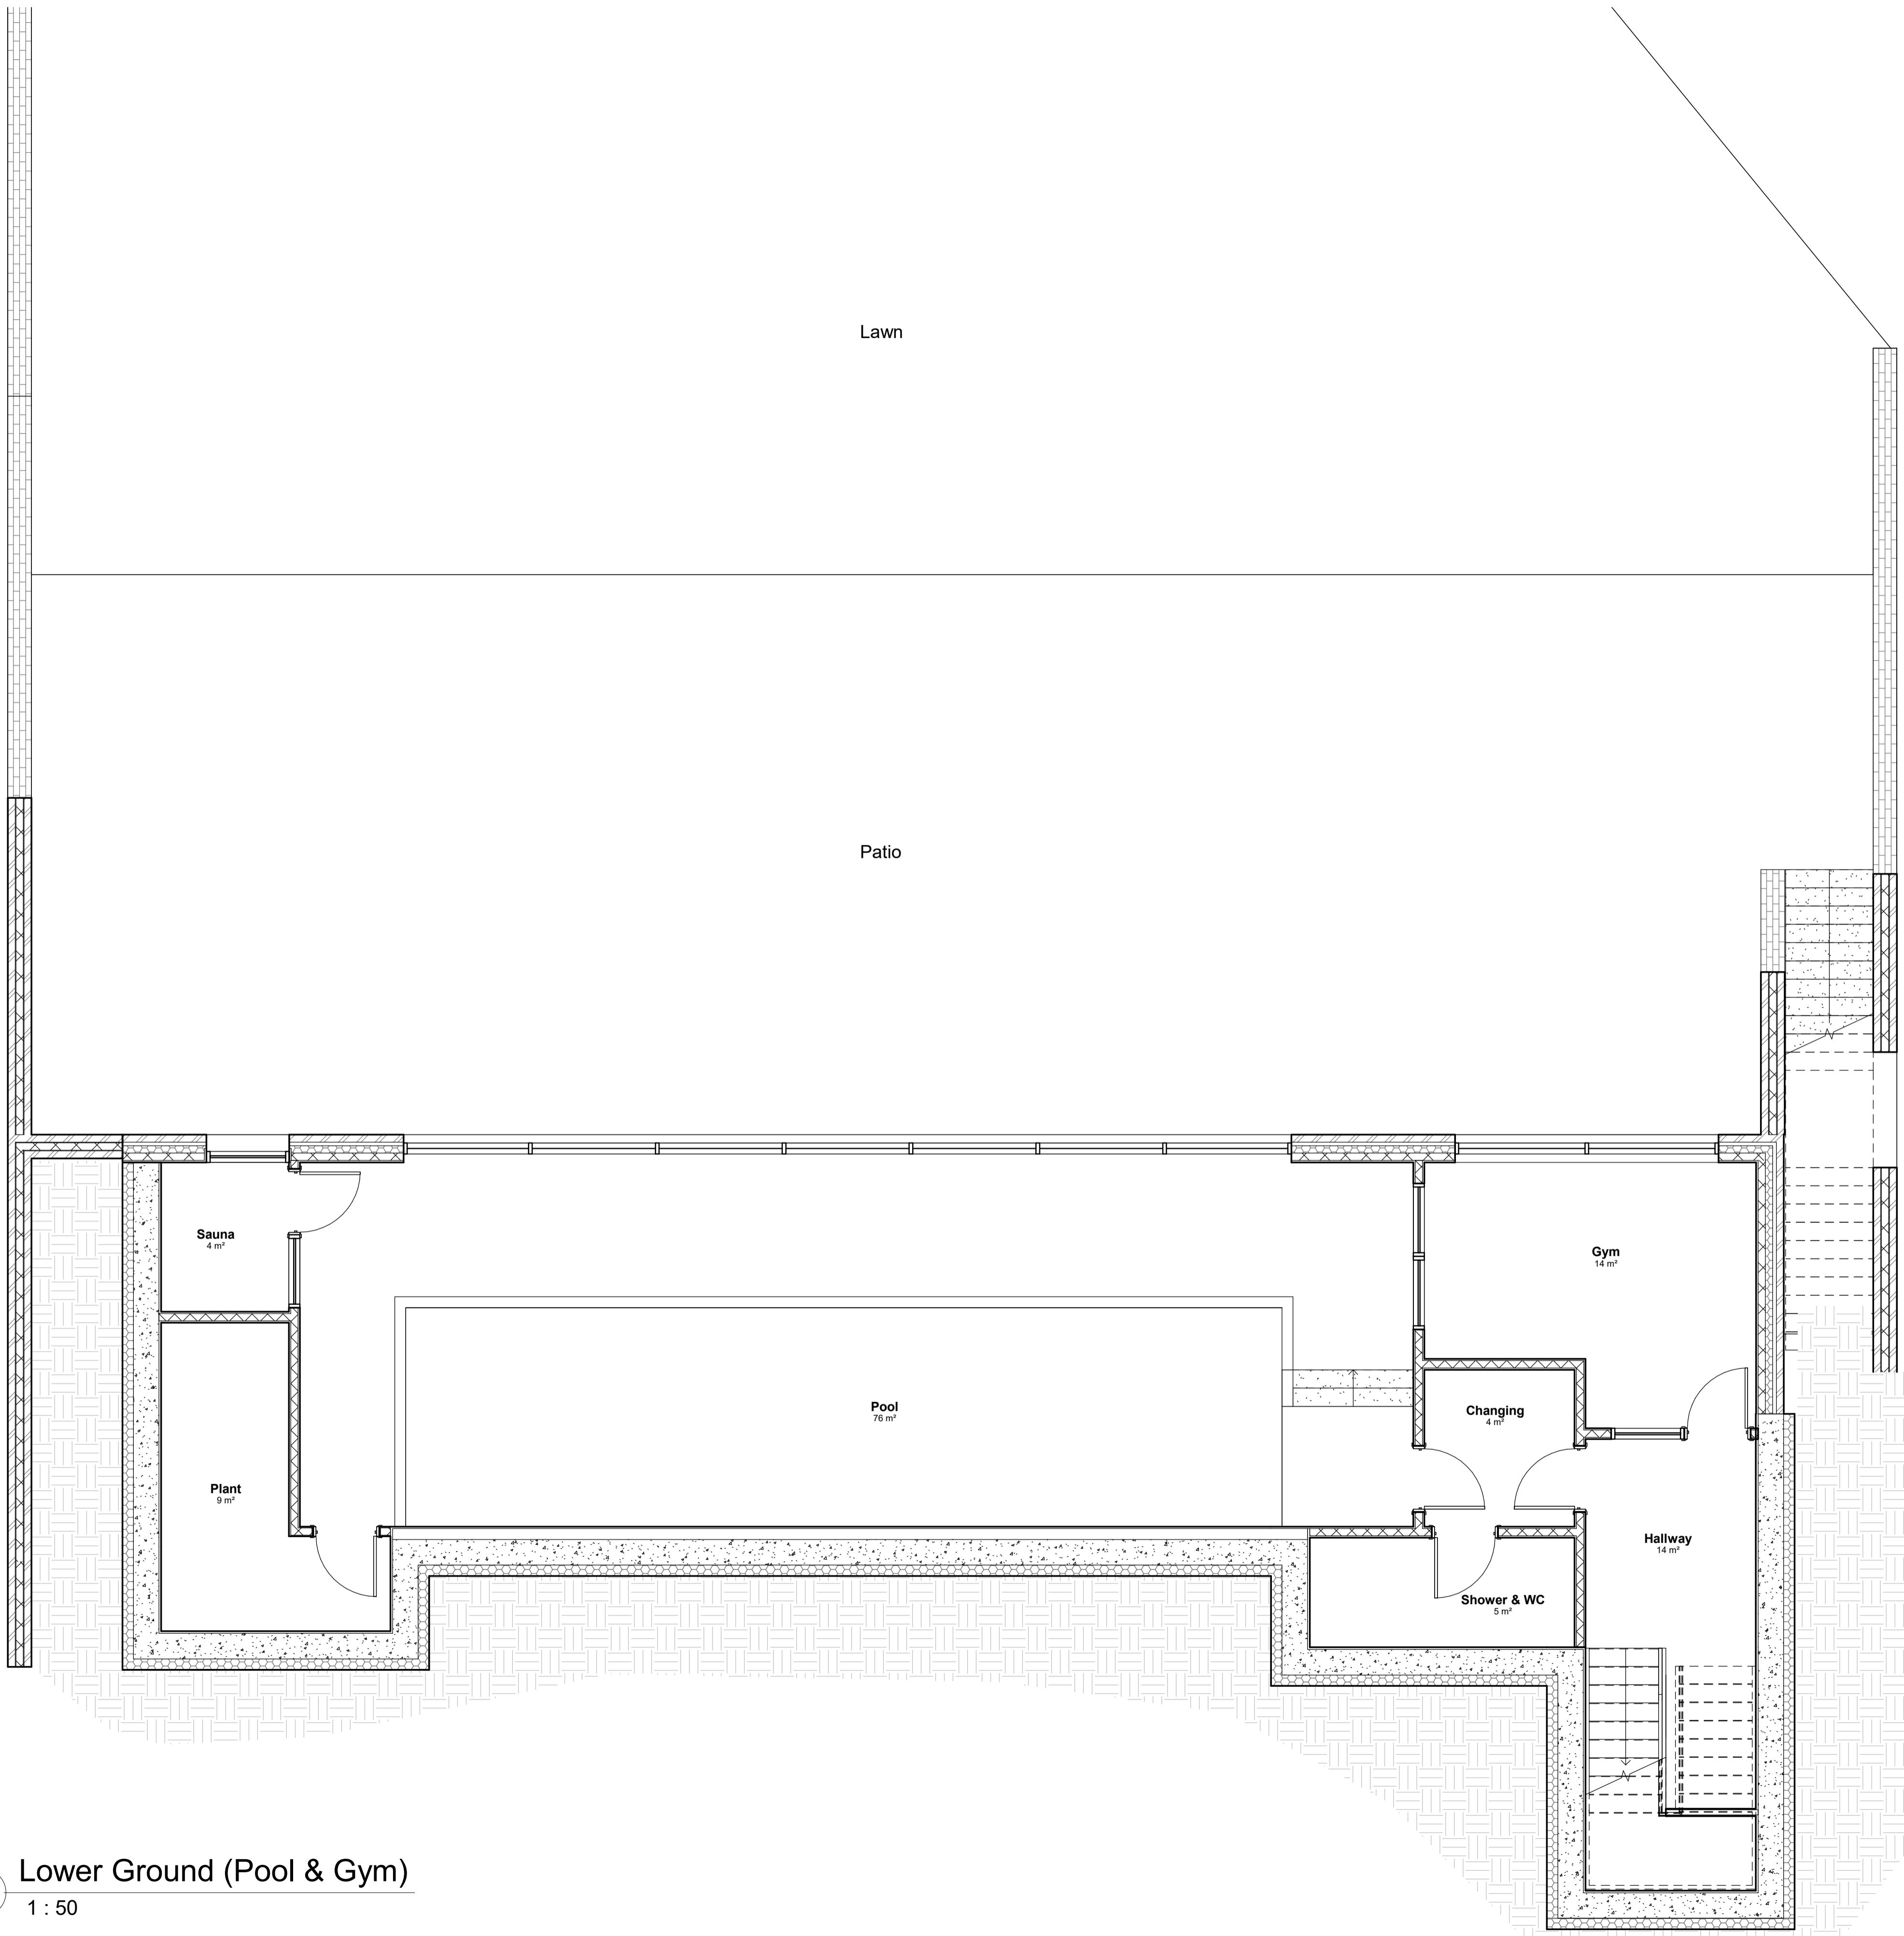 Lawn
Patio
Sauna
4 m²
Gym
14 m²
Pool
76 m²
Changing
4 m²
Plant
9 m²
Hallway
14 m²
Shower & WC
5 m²
Lower Ground (Pool & Gym)
1 : 50